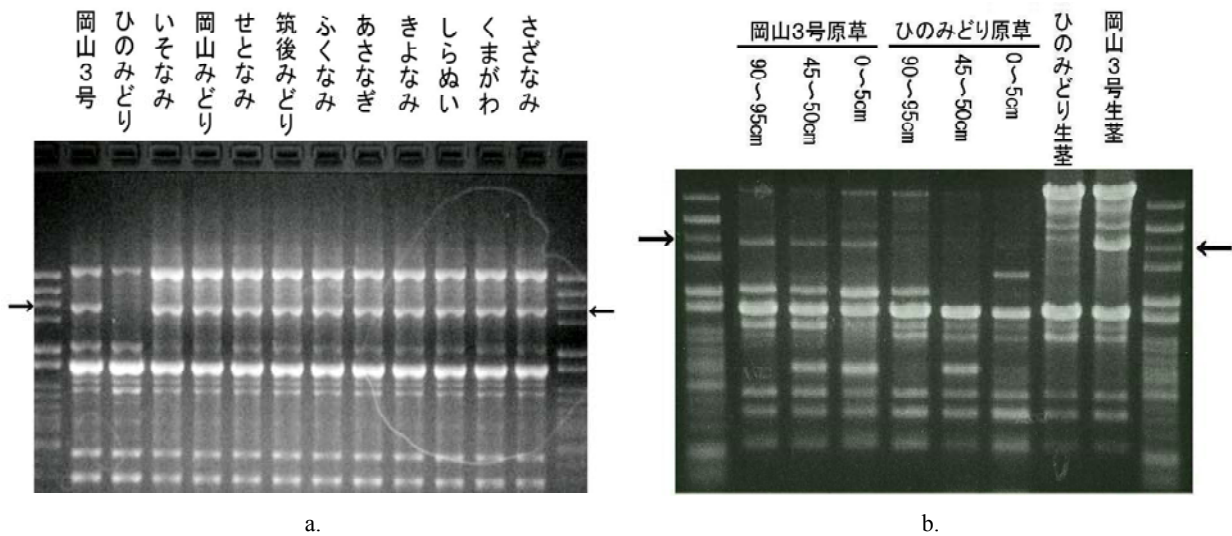 岡山3号
ひのみどり
いそなみ
岡山みどり
せとなみ
筑後みどり
ふくなみ
あさなぎ
きよなみ
しらぬい
くまがわ
さざなみ
岡山3号原草
90～95cm
45～50cm
0～5cm
ひのみどり原草
90～95cm
45～50cm
0～5cm
ひのみどり生茎
岡山3号生茎
a.
b.